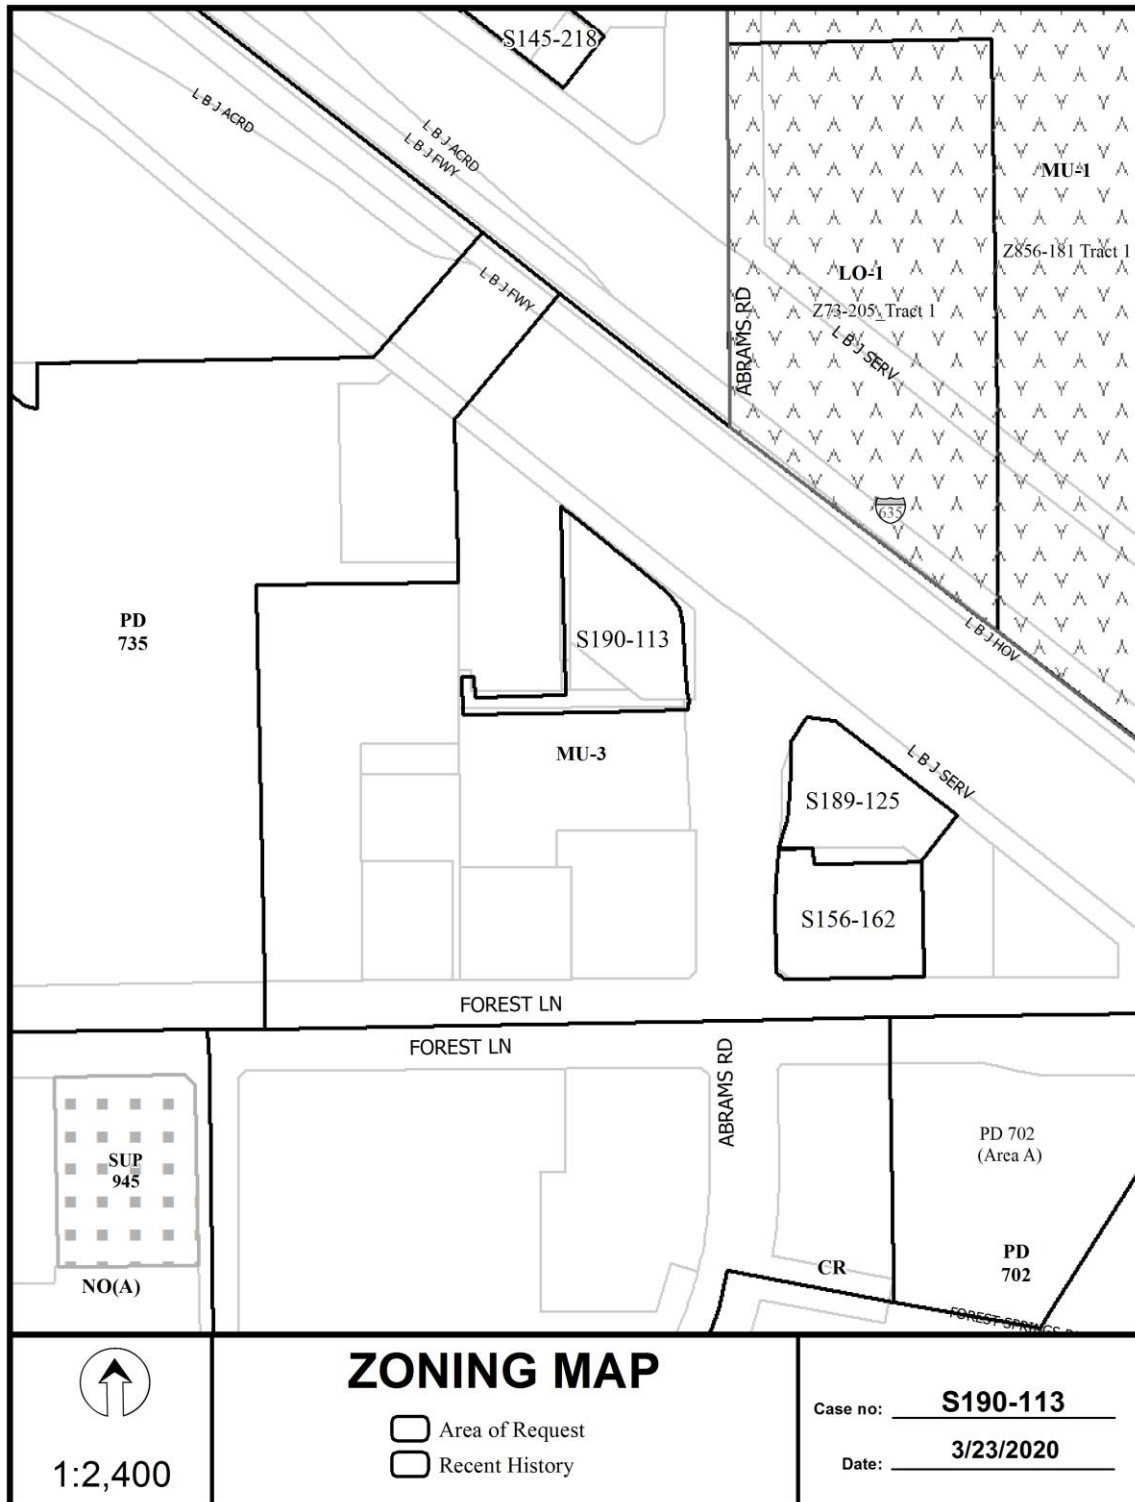 S145-218
L B J ACRD
L B J ACRD
L B J FWY
MU-1
Z856-181 Tract 1
LO-1
Z73-205_Tract 1
L B J FWY
ABRAMS RD
L B J SERV
635
PD
735
S190-113
L B J HOV
MU-3
L B J SERV
S189-125
S156-162
FOREST LN
FOREST LN
ABRAMS RD
PD 702
(Area A)
SUP
945
PD
702
CR
NO(A)
FOREST SPRINGS
1:2,400
ZONING MAP
Area of Request
Recent History
Case no: S190-113
Date: 3/23/2020